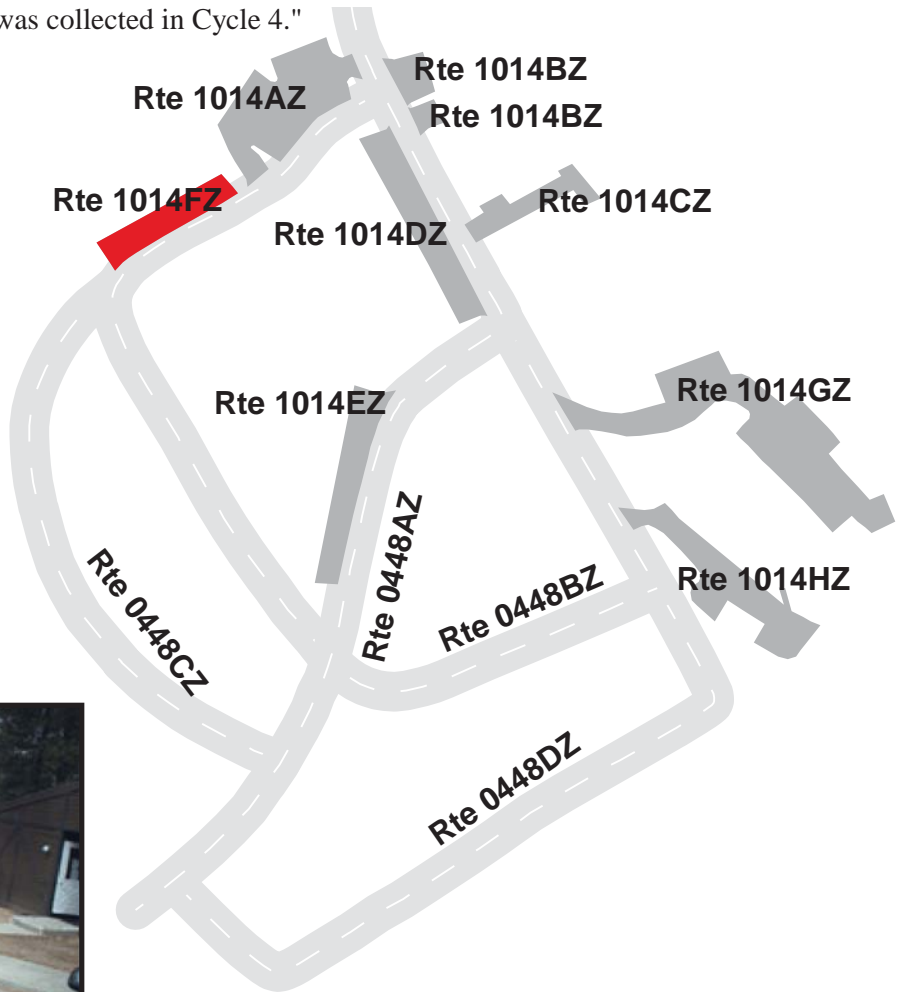 was collected in Cycle 4."
Rte 1014BZ
Rte 1014AZ
Rte 1014BZ
Rte 1014FZ
Rte 1014CZ
Rte 1014DZ
Rte 1014GZ
Rte 1014EZ
Rte 0448AZ
Rte 1014HZ
Rte 0448BZ
Rte 0448CZ
Rte 0448DZ